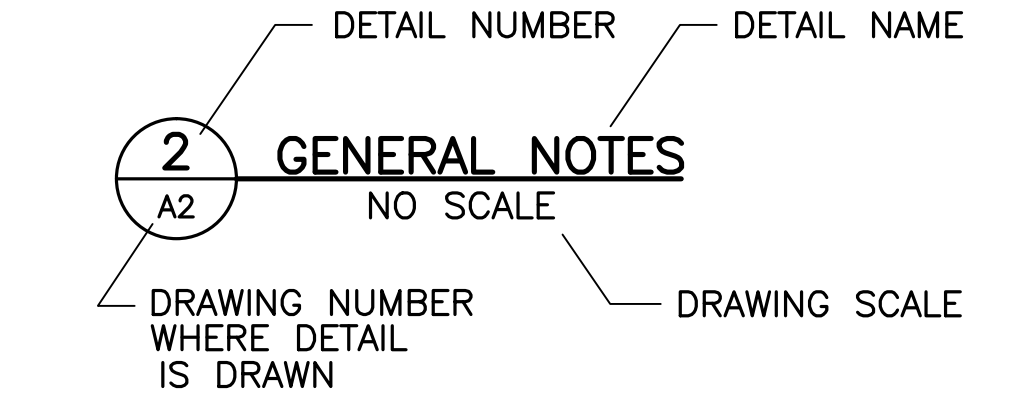 DETAIL NUMBER
DETAIL NAME
2
GENERAL NOTES
A2
NO SCALE
DRAWING NUMBER
WHERE DETAIL
IS DRAWN
DRAWING SCALE